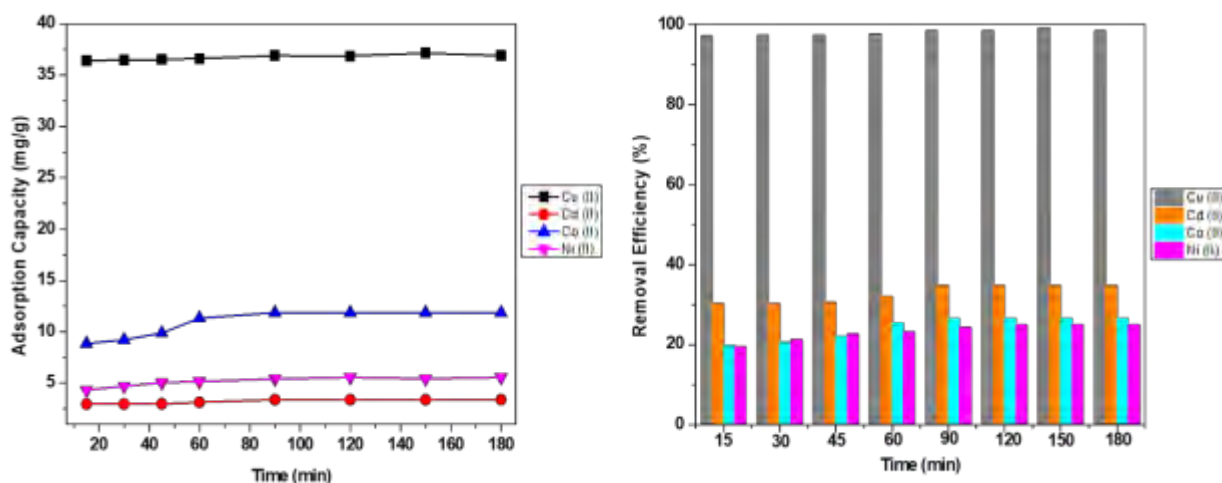 40
35
30
25
20
15
10
5
20 40 60 80 100 120 140 160 180
Adsorption Capacity (mg/g)
Time (min)
Cu (II)
Cd (II)
Co (II)
Ni (II)
100
80
60
40
20
0
15 30 45 60 90 120 150 180
Removal Efficiency (%)
Time (min)
Cu (II)
Cd (II)
Co (II)
Ni (II)